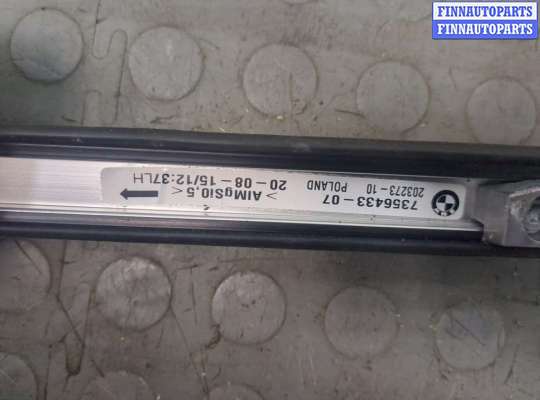 FINNAUTOPARTS
FINNAUTOPARTS
7356433-07
203273-10 POLAND
>AlMgSi0,5<
20-08-15/12:37LH